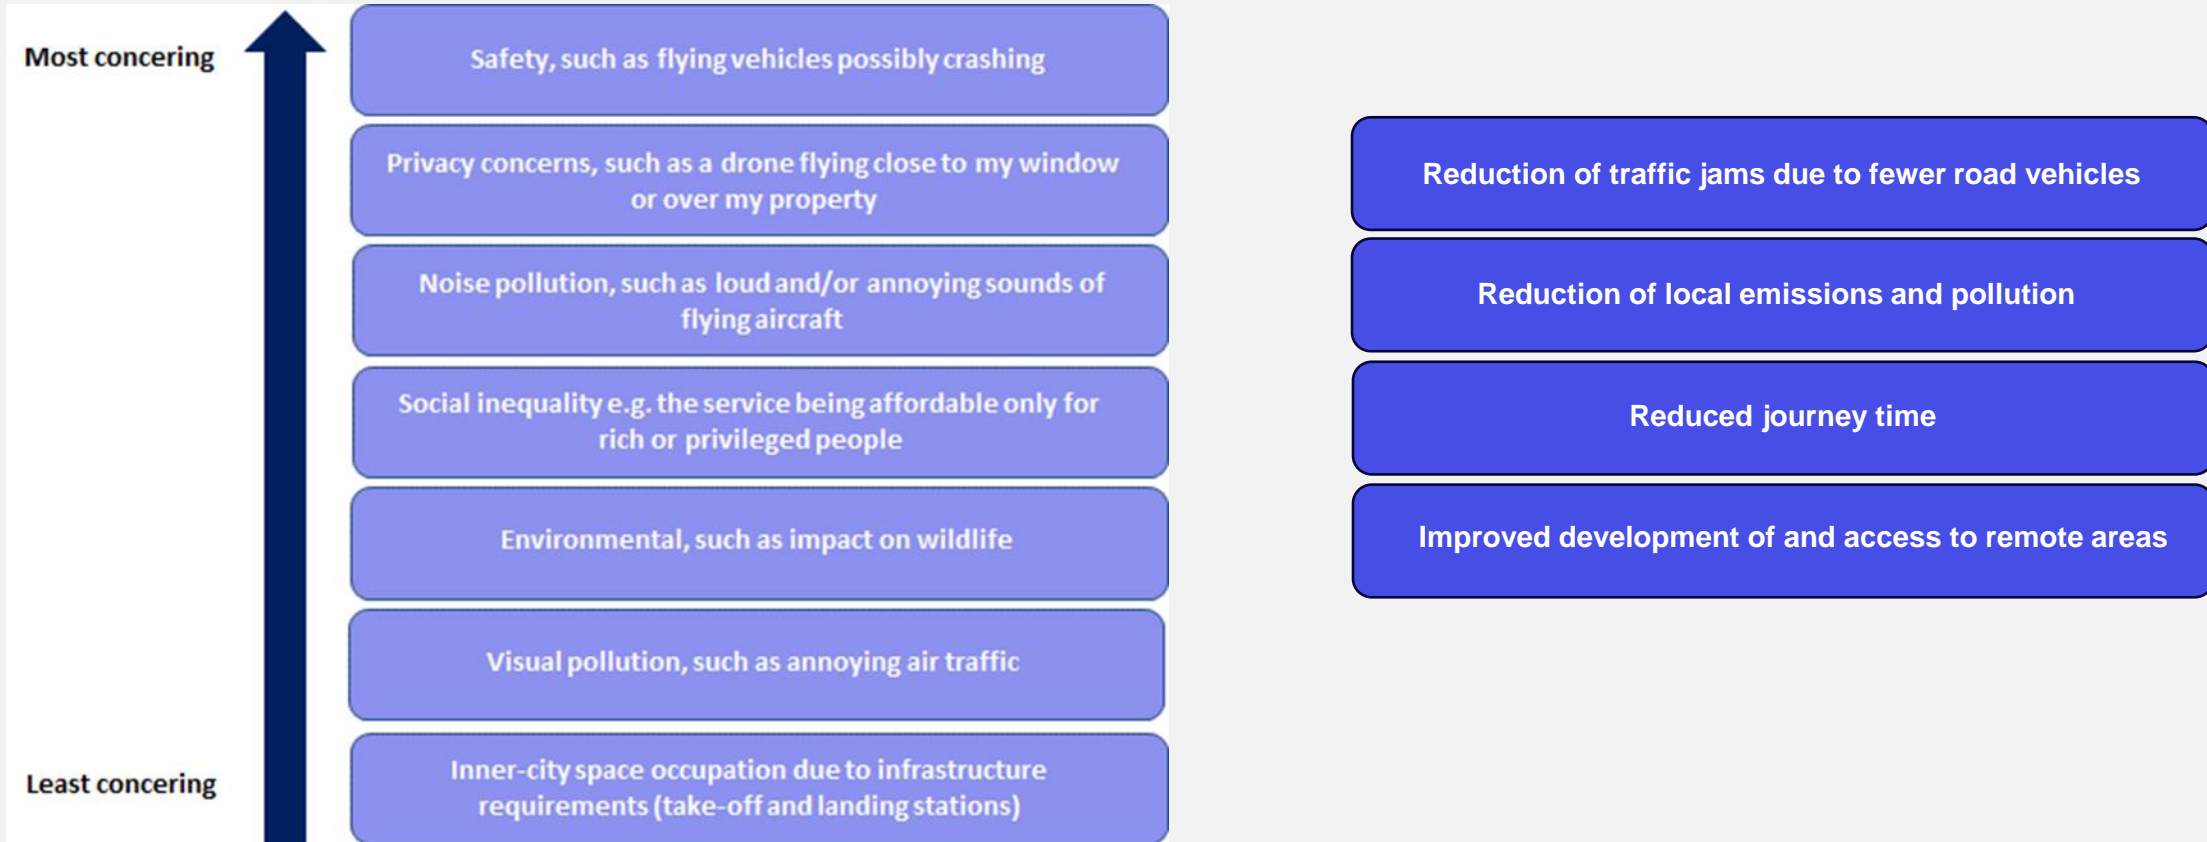 Most concering
Safety, such as flying vehicles possibly crashing
Privacy concerns, such as a drone flying close to my window
or over my property
Noise pollution, such as loud and/or annoying sounds of
flying aircraft
Social inequality e.g. the service being affordable only for
rich or privileged people
Environmental, such as impact on wildlife
Visual pollution, such as annoying air traffic
Least concering
Inner-city space occupation due to infrastructure
requirements (take-off and landing stations)
Reduction of traffic jams due to fewer road vehicles
Reduction of local emissions and pollution
Reduced journey time
Improved development of and access to remote areas